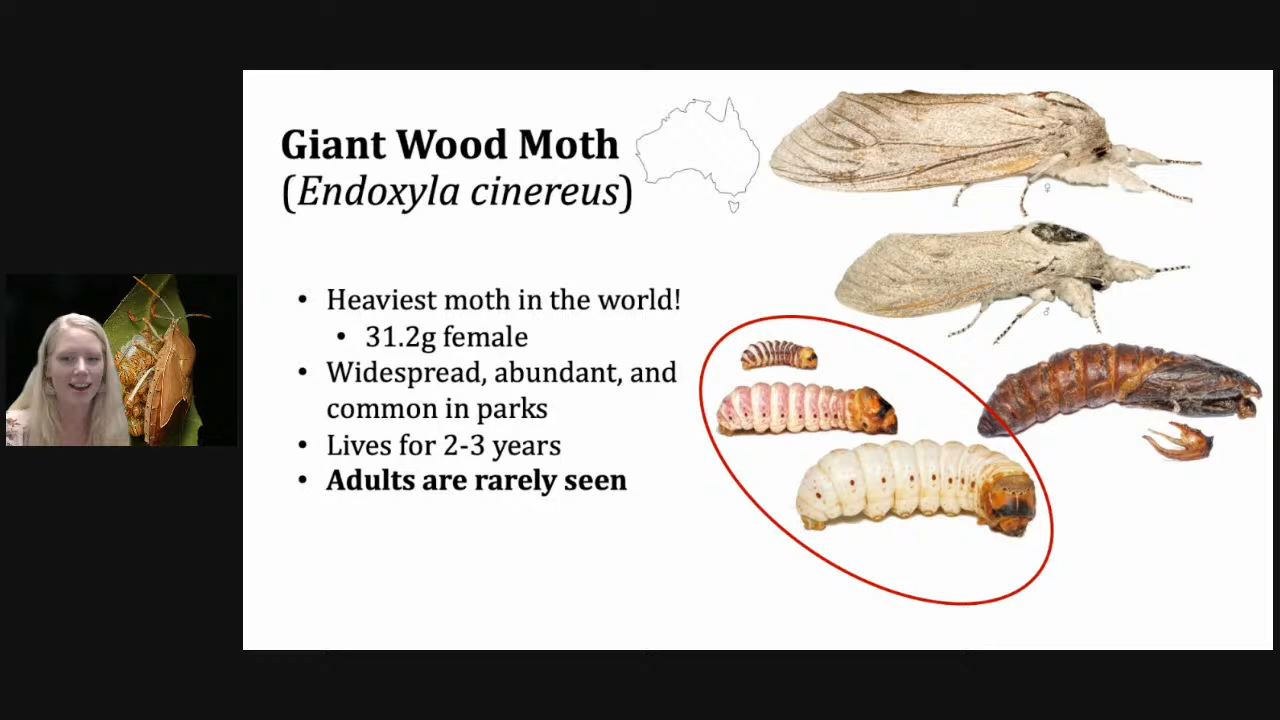 Giant Wood Moth
(Endoxyla cinereus)
• Heaviest moth in the world!
• 31.2g female
• Widespread, abundant, and
common in parks
• Lives for 2-3 years
• Adults are rarely seen
♀
♂